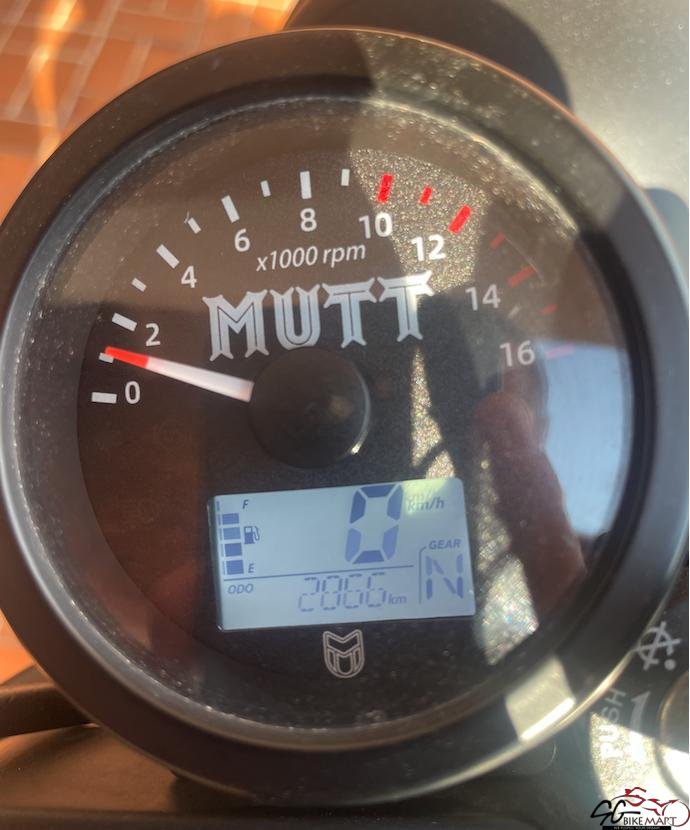 8
6
10
x1000 rpm
12
4
MUTT
14
2
16
0
F
0
km/h
GEAR
E
N
ODO
2866 km
PUSH
SG
BIKEMART